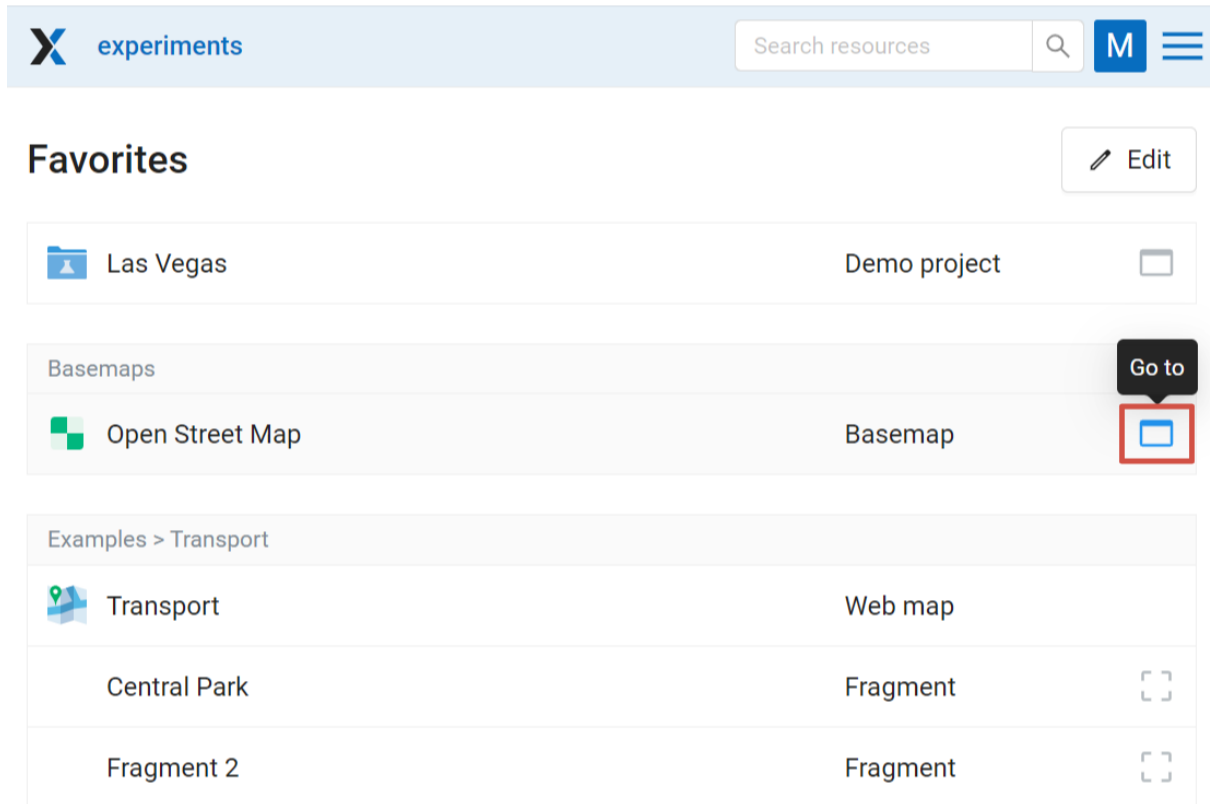 experiments
Search resources
M
Favorites
Edit
Las Vegas Demo project
Basemaps
Go to
Open Street Map Basemap
Examples > Transport
Transport Web map
Central Park Fragment
Fragment 2 Fragment